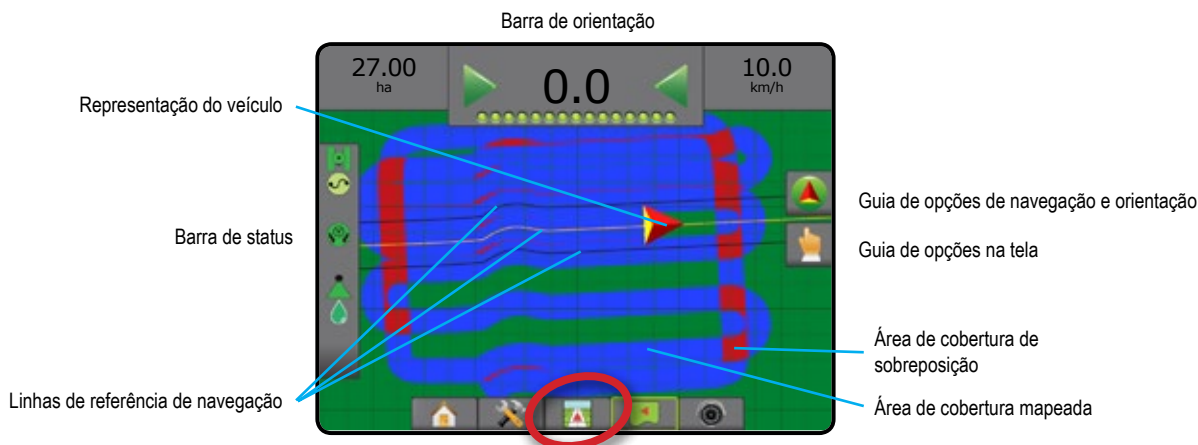 Barra de orientação
27.00
ha
0.0
10.0
km/h
Representação do veículo
Barra de status
Linhas de referência de navegação
Guia de opções de navegação e orientação
Guia de opções na tela
Área de cobertura de
sobreposição
Área de cobertura mapeada